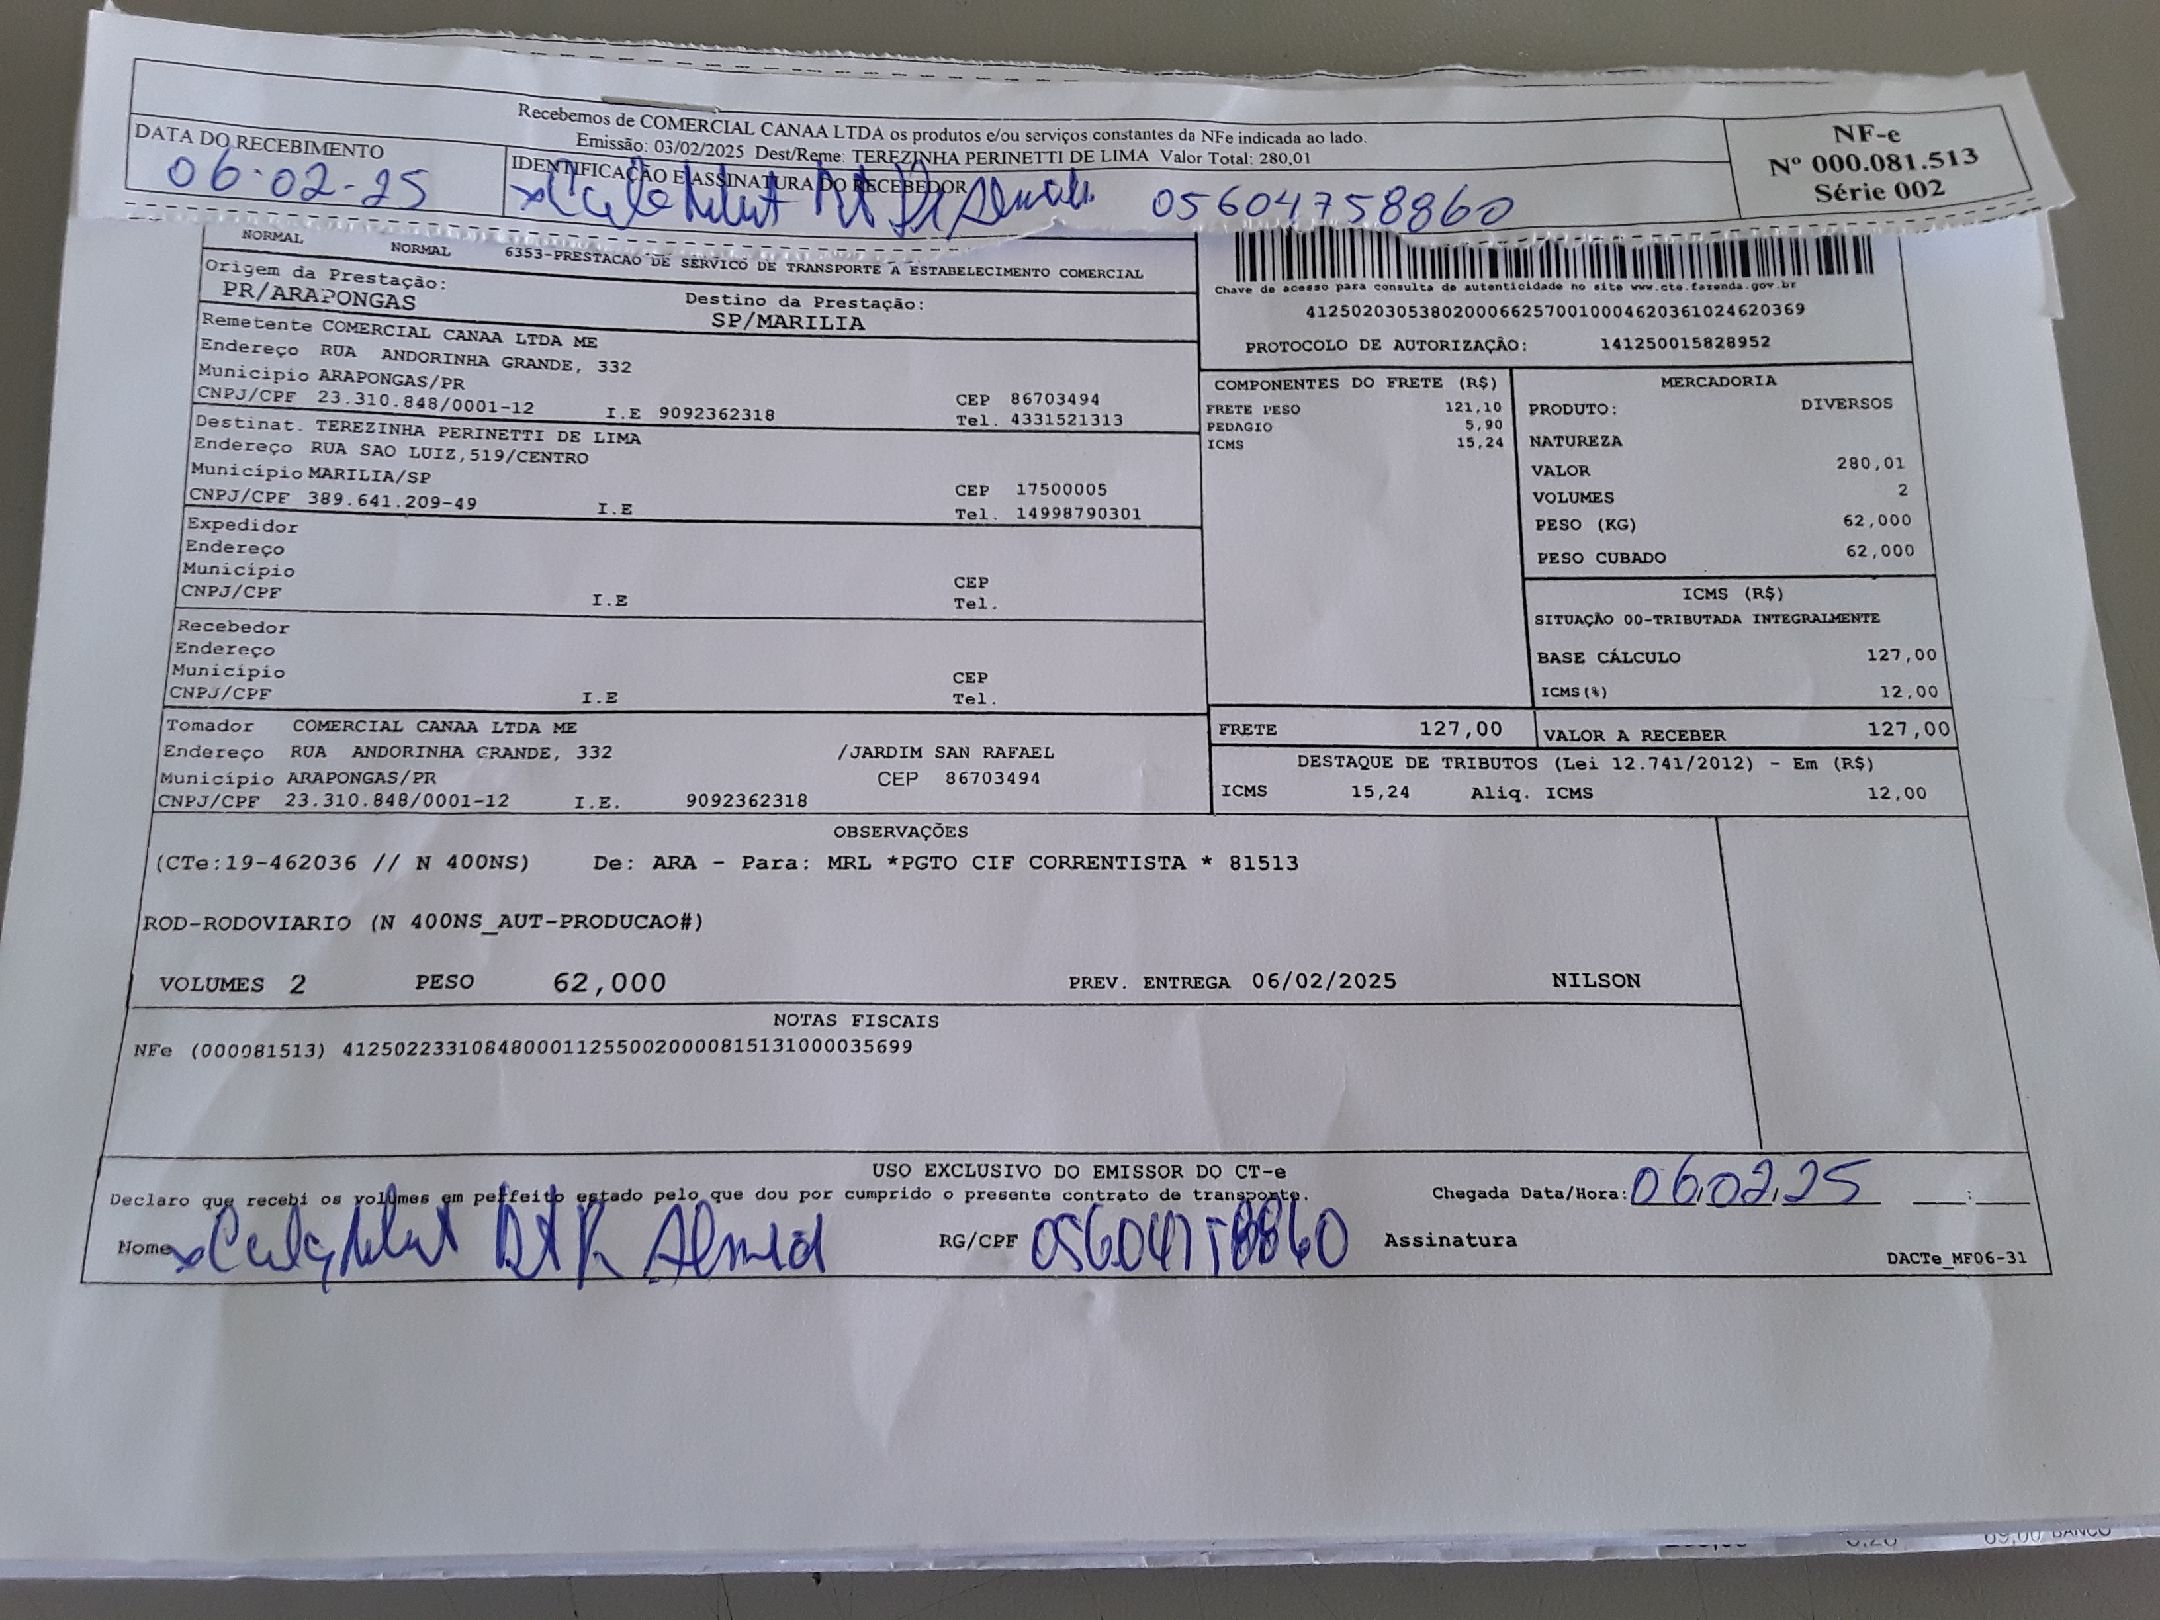 Recebemos de COMERCIAL CANAA LTDA os produtos e/ou serviços constantes da NFe indicada ao lado.
Emissão: 03/02/2025 Dest/Reme: TEREZINHA PERINETTI DE LIMA Valor Total: 280,01
DATA DO RECEBIMENTO
06-02-25
IDENTIFICAÇÃO E ASSINATURA DO RECEBEDOR
05604758860
NF-e
Nº 000.081.513
Série 002
NORMAL NORMAL 6353-PRESTACAO DE SERVICO DE TRANSPORTE A ESTABELECIMENTO COMERCIAL
Origem da Prestação:
PR/ARAPONGAS
Destino da Prestação:
SP/MARILIA
Remetente COMERCIAL CANAA LTDA ME
Endereço RUA ANDORINHA GRANDE, 332
Municipio ARAPONGAS/PR CEP 86703494
CNPJ/CPF 23.310.848/0001-12 I.E 9092362318 Tel. 4331521313
Destinat. TEREZINHA PERINETTI DE LIMA
Endereço RUA SAO LUIZ,519/CENTRO
Município MARILIA/SP CEP 17500005
CNPJ/CPF 389.641.209-49 I.E Tel. 14998790301
Expedidor
Endereço
Município CEP
CNPJ/CPF I.E Tel.
Recebedor
Endereço
Município CEP
CNPJ/CPF I.E Tel.
Tomador COMERCIAL CANAA LTDA ME
Endereço RUA ANDORINHA GRANDE, 332 /JARDIM SAN RAFAEL
Município ARAPONGAS/PR CEP 86703494
CNPJ/CPF 23.310.848/0001-12 I.E. 9092362318
Chave de acesso para consulta de autenticidade no site www.cte.fazenda.gov.br
41250203053802000662570010004620361024620369
PROTOCOLO DE AUTORIZAÇÃO: 141250015828952
COMPONENTES DO FRETE (R$)
FRETE PESO 121,10
PEDAGIO 5,90
ICMS 15,24
MERCADORIA
PRODUTO: DIVERSOS
NATUREZA
VALOR 280,01
VOLUMES 2
PESO (KG) 62,000
PESO CUBADO 62,000
ICMS (R$)
SITUAÇÃO 00-TRIBUTADA INTEGRALMENTE
BASE CÁLCULO 127,00
ICMS(%) 12,00
FRETE 127,00 VALOR A RECEBER 127,00
DESTAQUE DE TRIBUTOS (Lei 12.741/2012) - Em (R$)
ICMS 15,24 Aliq. ICMS 12,00
OBSERVAÇÕES
(CTe:19-462036 // N 400NS) De: ARA - Para: MRL *PGTO CIF CORRENTISTA * 81513
ROD-RODOVIARIO (N 400NS_AUT-PRODUCAO#)
VOLUMES 2 PESO 62,000 PREV. ENTREGA 06/02/2025 NILSON
NOTAS FISCAIS
NFe (000081513) 41250223310848000112550020000815131000035699
USO EXCLUSIVO DO EMISSOR DO CT-e
Declaro que recebi os volumes em perfeito estado pelo que dou por cumprido o presente contrato de transporte. Chegada Data/Hora: 06.02.25 __:__
Nome RG/CPF 05604758860 Assinatura
DACTe_MF06-31
69,00 BANCO